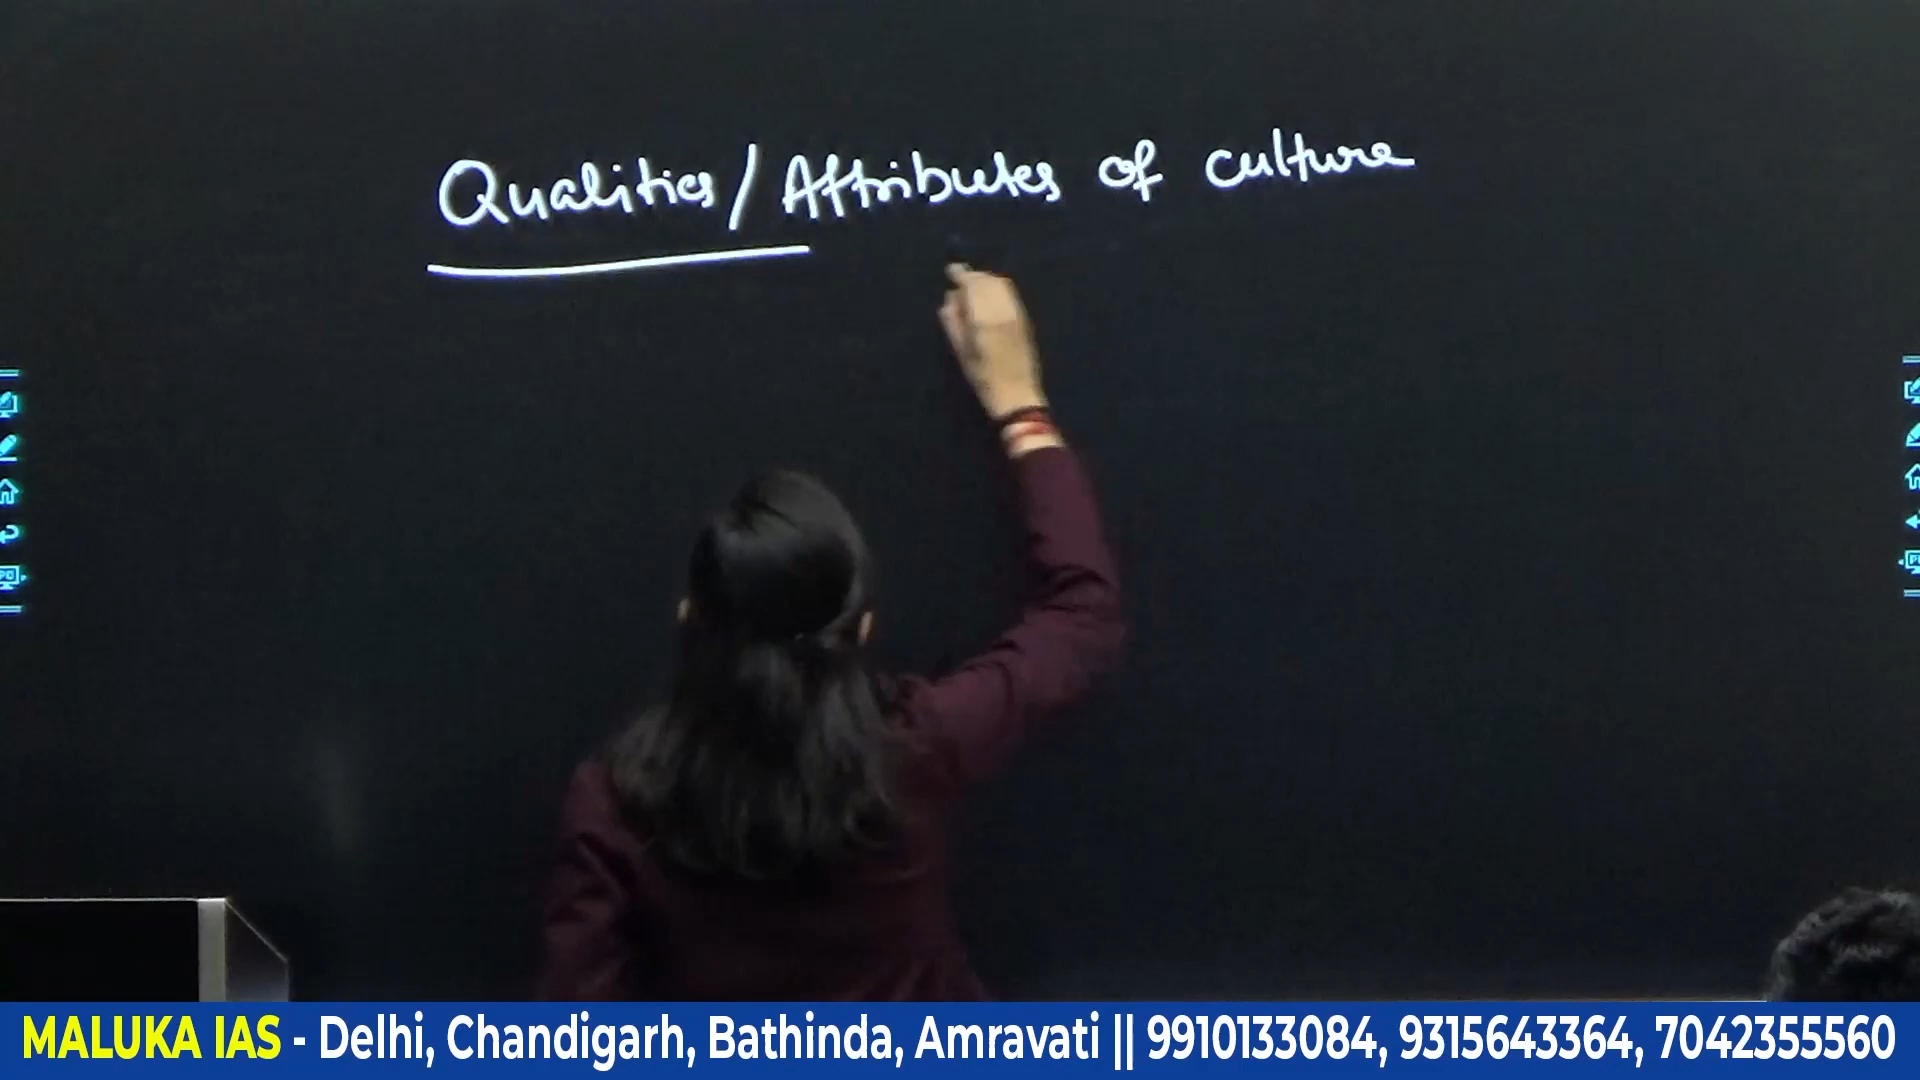 Qualities/Attributes of culture
MALUKA IAS - Delhi, Chandigarh, Bathinda, Amravati || 9910133084, 9315643364, 7042355560